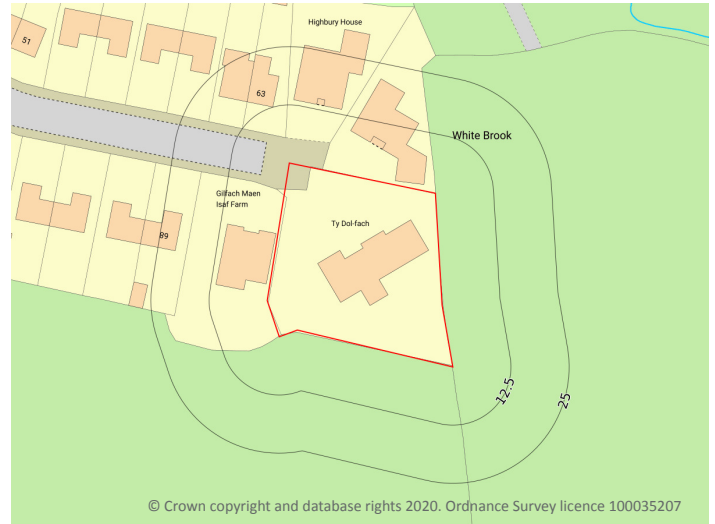 Highbury House
51
63
White Brook
Gilfach Maen
Isaf Farm
Ty Dol-fach
89
12.5
25
© Crown copyright and database rights 2020. Ordnance Survey licence 100035207